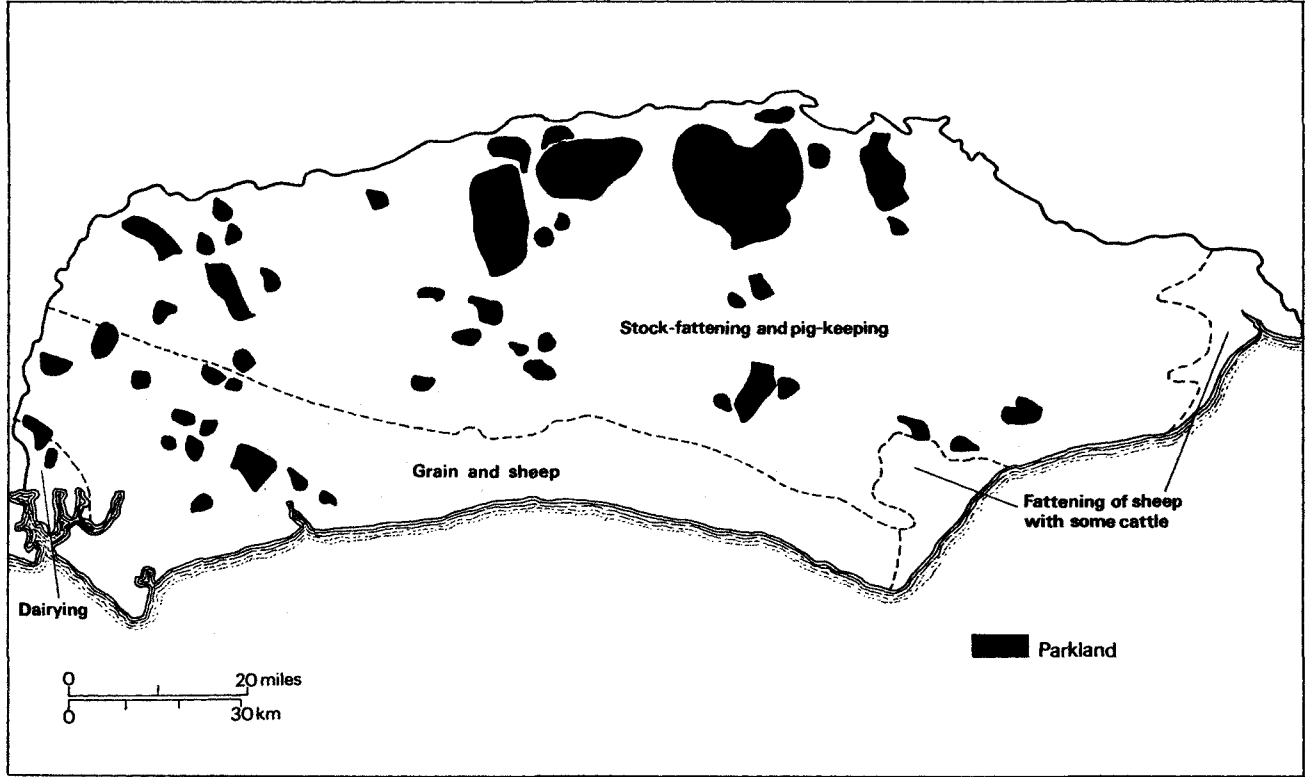 Stock-fattening and pig-keeping
Grain and sheep
Fattening of sheep
with some cattle
Dairying
Parkland
0 20 miles
0 30 km